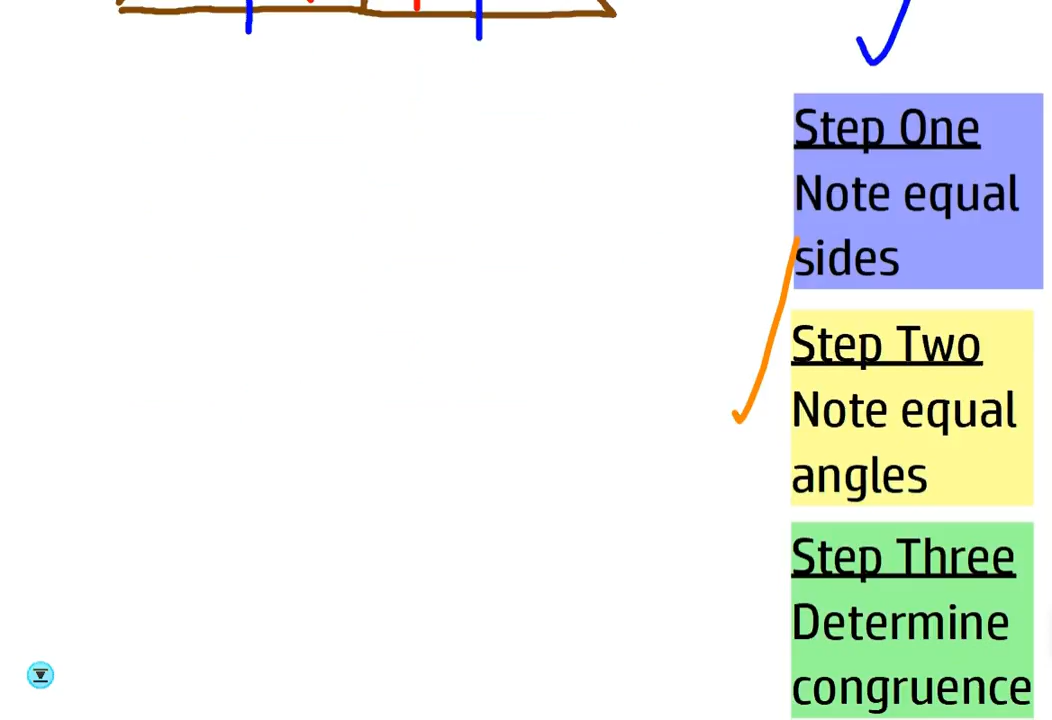 Step One
Note equal
sides
Step Two
Note equal
angles
Step Three
Determine
congruence